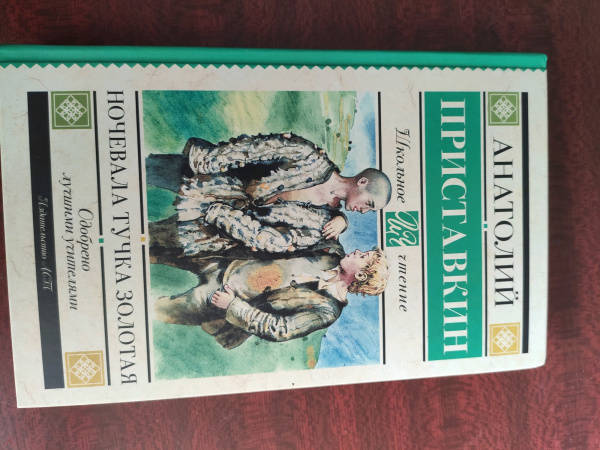 АНАТОЛИЙ
ПРИСТАВКИН
Школьное чтение
НОЧЕВАЛА ТУЧКА ЗОЛОТАЯ
Одобрено
лучшими учителями
Издательство АСТ